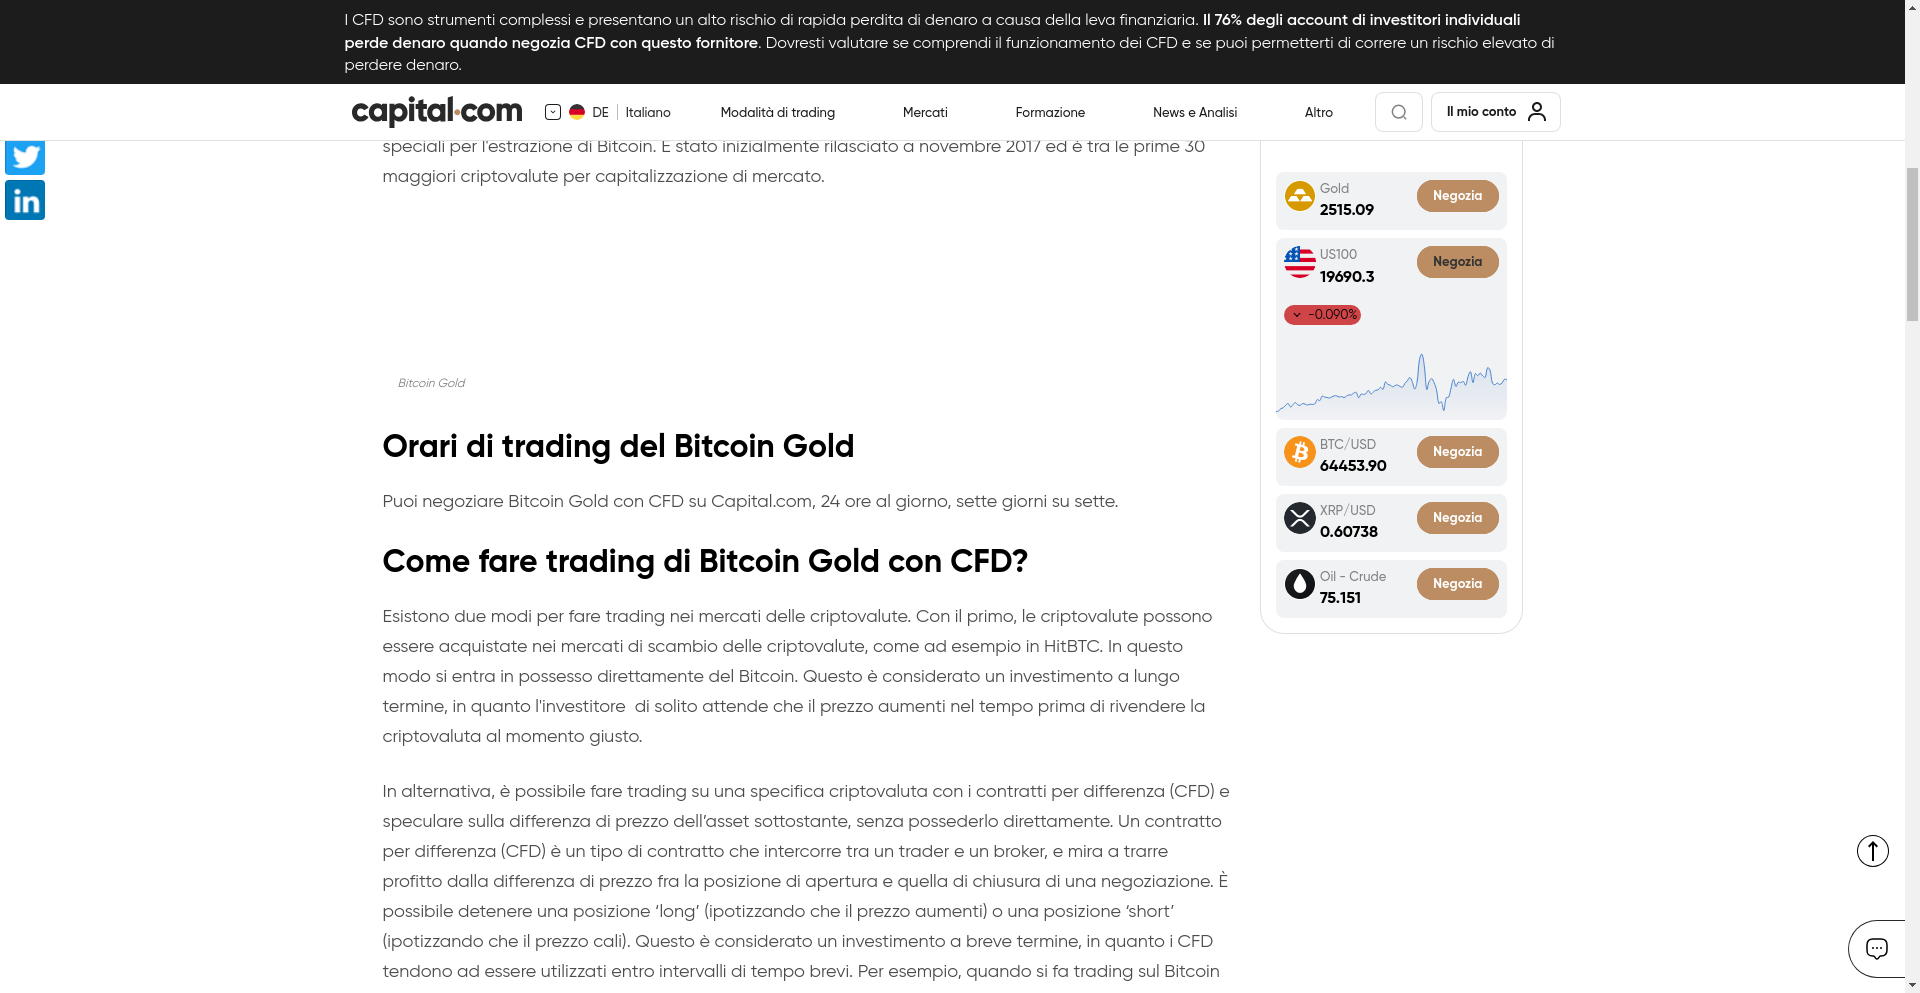 I CFD sono strumenti complessi e presentano un alto rischio di rapida perdita di denaro a causa della leva finanziaria. Il 76% degli account di investitori individuali
perde denaro quando negozia CFD con questo fornitore. Dovresti valutare se comprendi il funzionamento dei CFD e se puoi permetterti di correre un rischio elevato di
perdere denaro.
capital.com
DE
Italiano
Modalità di trading
Mercati
Formazione
News e Analisi
Altro
Il mio conto
speciali per l'estrazione di Bitcoin. È stato inizialmente rilasciato a novembre 2017 ed è tra le prime 30
maggiori criptovalute per capitalizzazione di mercato.
Bitcoin Gold
Orari di trading del Bitcoin Gold
Puoi negoziare Bitcoin Gold con CFD su Capital.com, 24 ore al giorno, sette giorni su sette.
Come fare trading di Bitcoin Gold con CFD?
Esistono due modi per fare trading nei mercati delle criptovalute. Con il primo, le criptovalute possono
essere acquistate nei mercati di scambio delle criptovalute, come ad esempio in HitBTC. In questo
modo si entra in possesso direttamente del Bitcoin. Questo è considerato un investimento a lungo
termine, in quanto l'investitore  di solito attende che il prezzo aumenti nel tempo prima di rivendere la
criptovaluta al momento giusto.
In alternativa, è possibile fare trading su una specifica criptovaluta con i contratti per differenza (CFD) e
speculare sulla differenza di prezzo dell’asset sottostante, senza possederlo direttamente. Un contratto
per differenza (CFD) è un tipo di contratto che intercorre tra un trader e un broker, e mira a trarre
profitto dalla differenza di prezzo fra la posizione di apertura e quella di chiusura di una negoziazione. È
possibile detenere una posizione ‘long’ (ipotizzando che il prezzo aumenti) o una posizione ‘short’
(ipotizzando che il prezzo cali). Questo è considerato un investimento a breve termine, in quanto i CFD
tendono ad essere utilizzati entro intervalli di tempo brevi. Per esempio, quando si fa trading sul Bitcoin
Gold
2515.09
Negozia
US100
19690.3
Negozia
-0.090%
BTC/USD
64453.90
Negozia
XRP/USD
0.60738
Negozia
Oil - Crude
75.151
Negozia